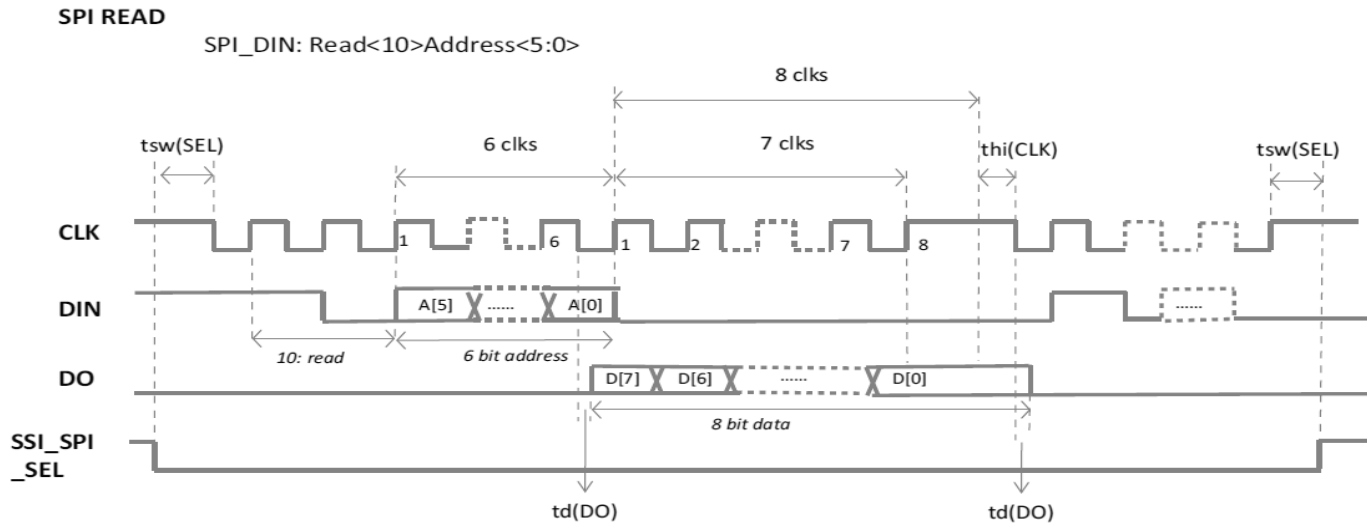 SPI READ
SPI_DIN: Read<10>Address<5:0>
8 clks
tsw(SEL)
6 clks
7 clks
thi(CLK)
tsw(SEL)
CLK
1
6
1
2
7
8
DIN
A[5]
......
A[0]
......
10: read
6 bit address
DO
D[7]
D[6]
......
D[0]
8 bit data
SSI_SPI
_SEL
td(DO)
td(DO)